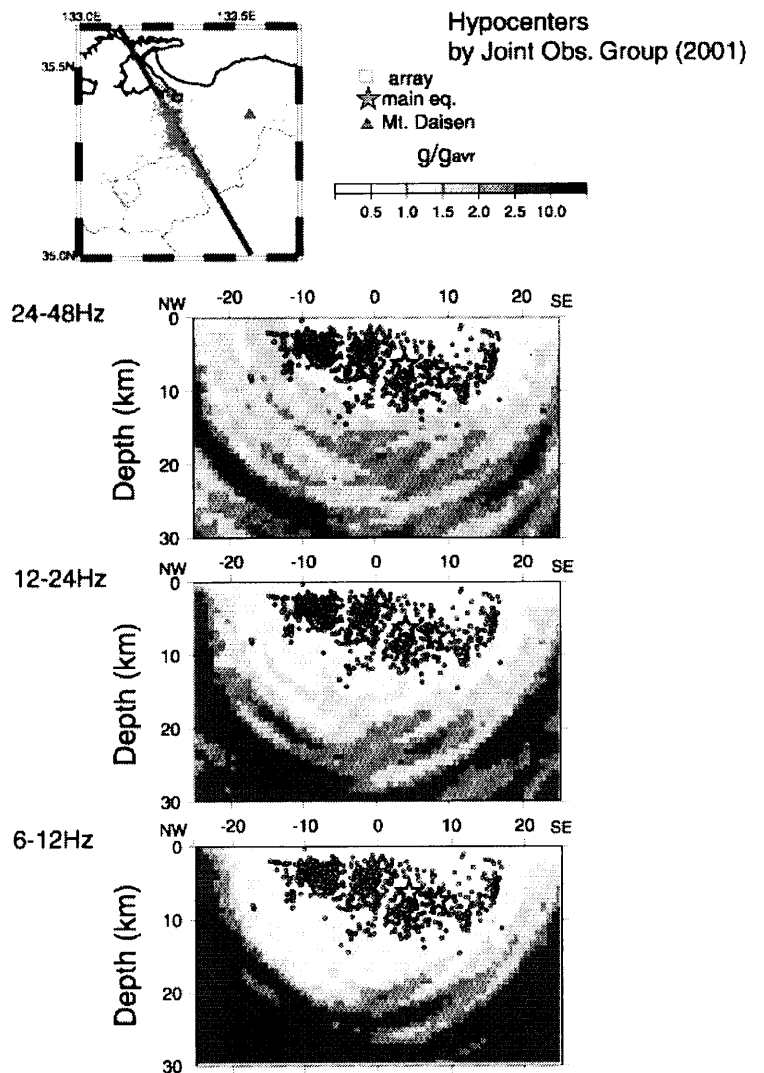 133.0E 133.5E
35.5N
35.0N
Hypocenters
by Joint Obs. Group (2001)
array
main eq.
Mt. Daisen
g/gavr
0.5 1.0 1.5 2.0 2.5 10.0
24-48Hz
NW -20 -10 0 10 20 SE
Depth (km)
0
10
20
30
12-24Hz
NW -20 -10 0 10 20 SE
Depth (km)
0
10
20
30
6-12Hz
NW -20 -10 0 10 20 SE
Depth (km)
0
10
20
30